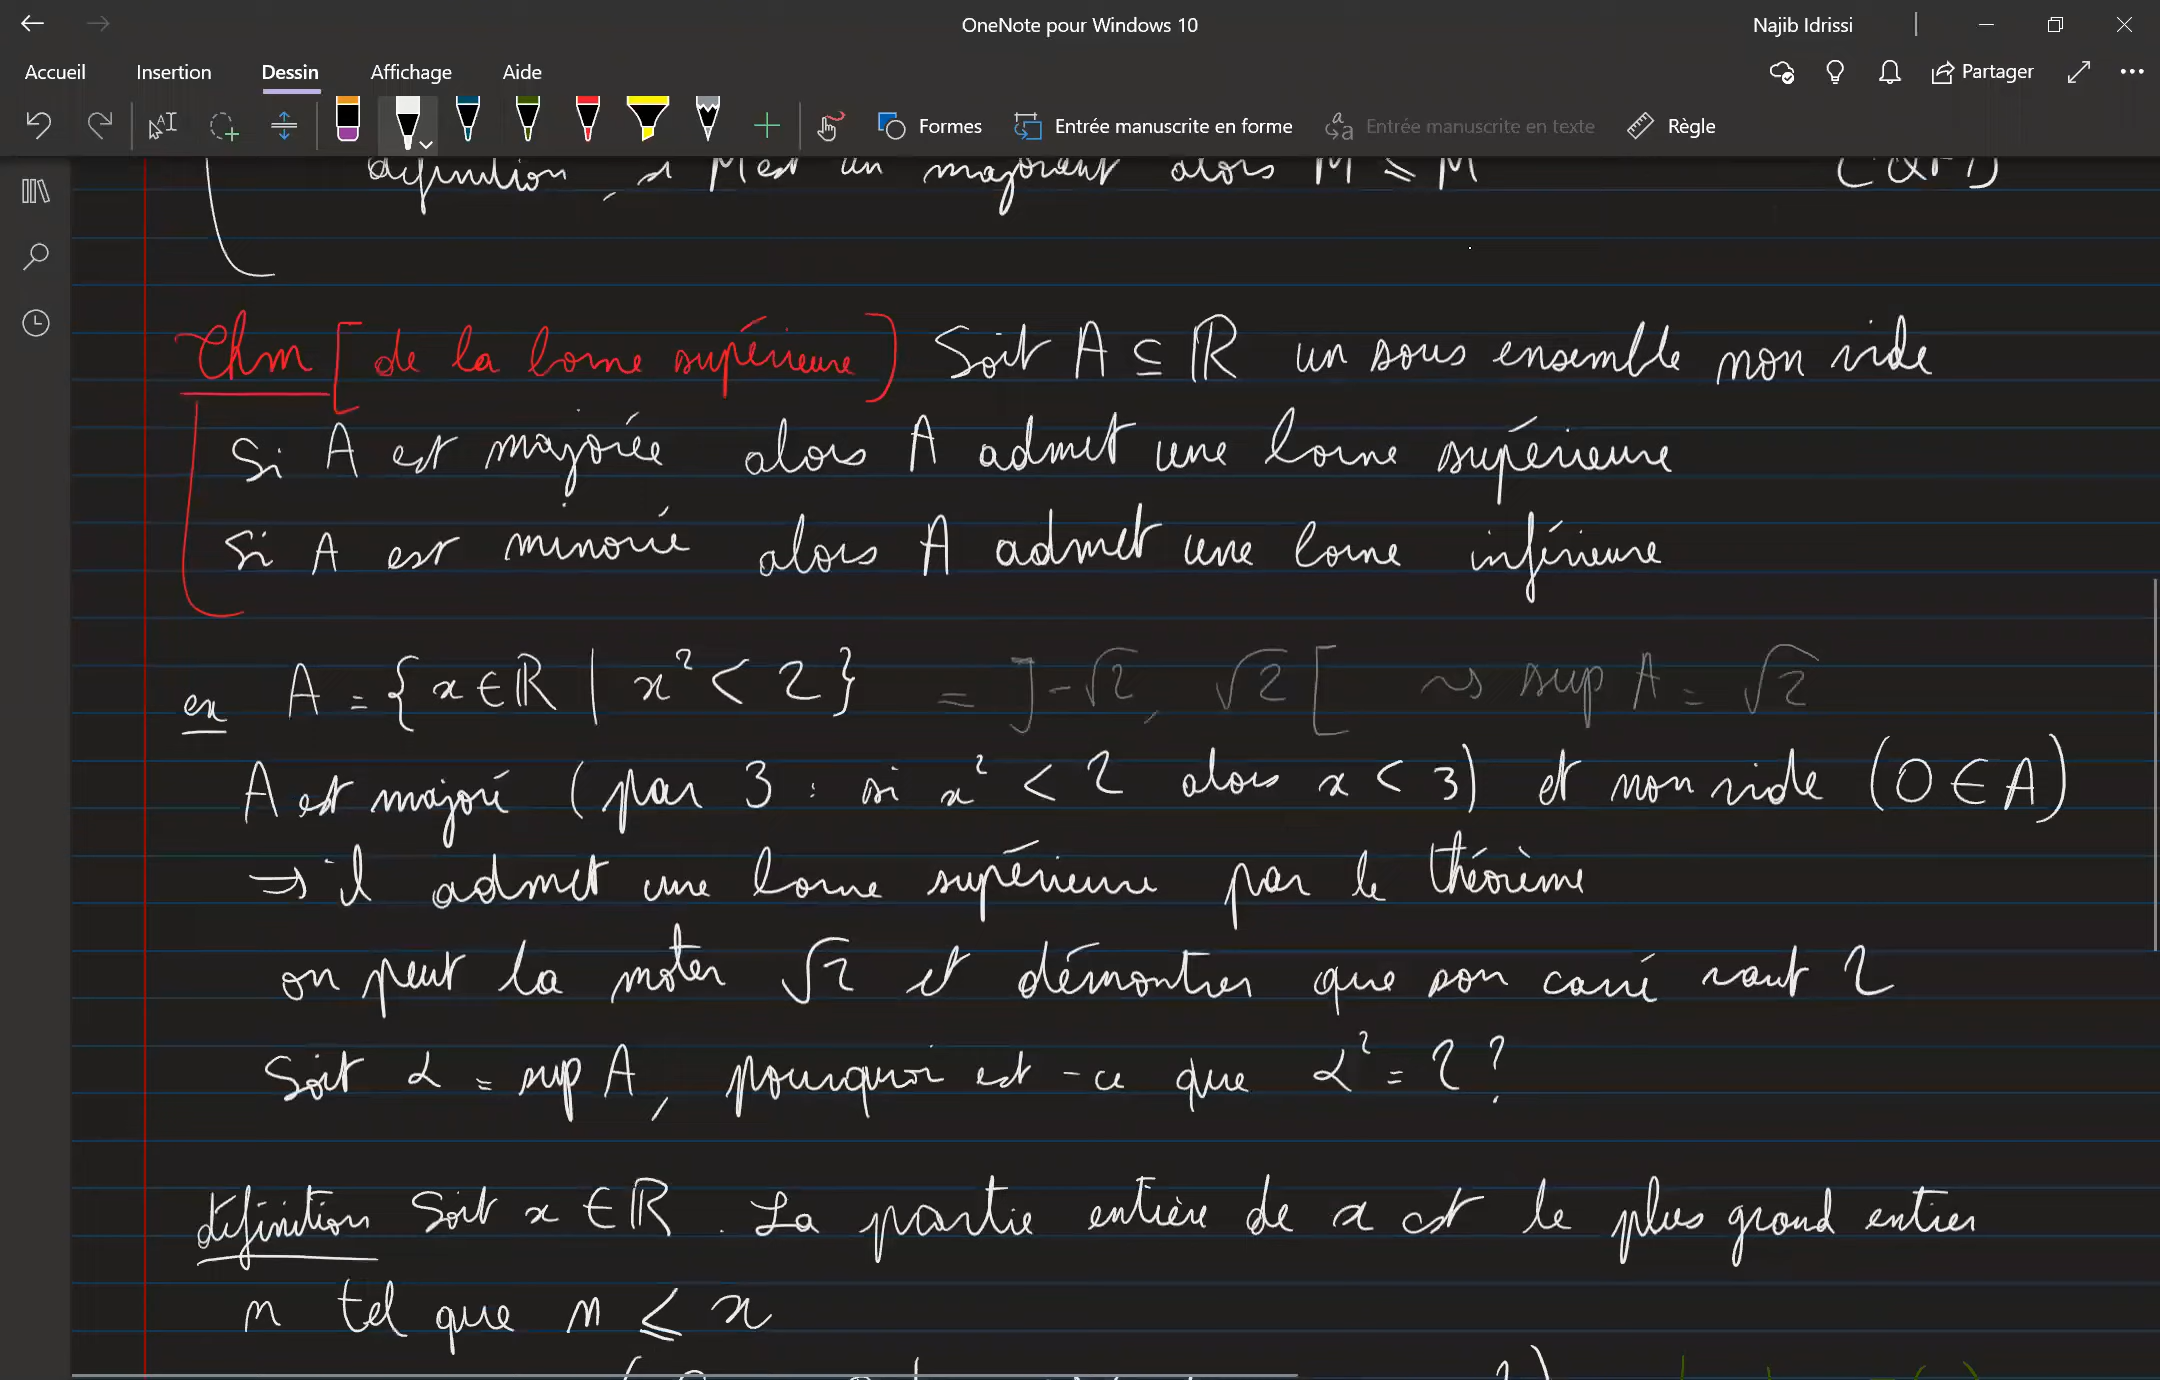 OneNote pour Windows 10
Najib Idrissi
Accueil Insertion Dessin Affichage Aide
Partager
Formes Entrée manuscrite en forme Entrée manuscrite en texte Règle
définition, si M est un majorant alors M ⩽ M
Thm [de la borne supérieure] Soit A ⊆ ℝ un sous ensemble non vide
Si A est majorée alors A admet une borne supérieure
Si A est minorée alors A admet une borne inférieure
ex A = {x ∈ ℝ | x² < 2} = ]-√2, √2[ ⇝ sup A = √2
A est majoré (par 3 : si x² < 2 alors x < 3) et non vide (0 ∈ A)
→ il admet une borne supérieure par le théorème
on peut la noter √2 et démontrer que son carré vaut 2
Soit α = sup A, pourquoi est-ce que α² = 2 ?
Définition Soit x ∈ ℝ. La partie entière de x est le plus grand entier
n tel que n ⩽ x